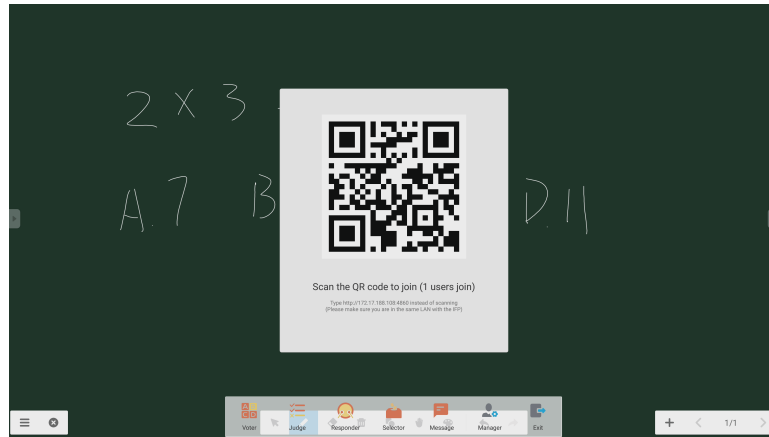 2 × 3
A.7 B D.11
Scan the QR code to join (1 users join)
Type http://172.17.186.108:4860 instead of scanning
(Please make sure you are in the same LAN with the IFP)
A B
C D
Voter Judge Responder Selector Message Manager Exit
1/1